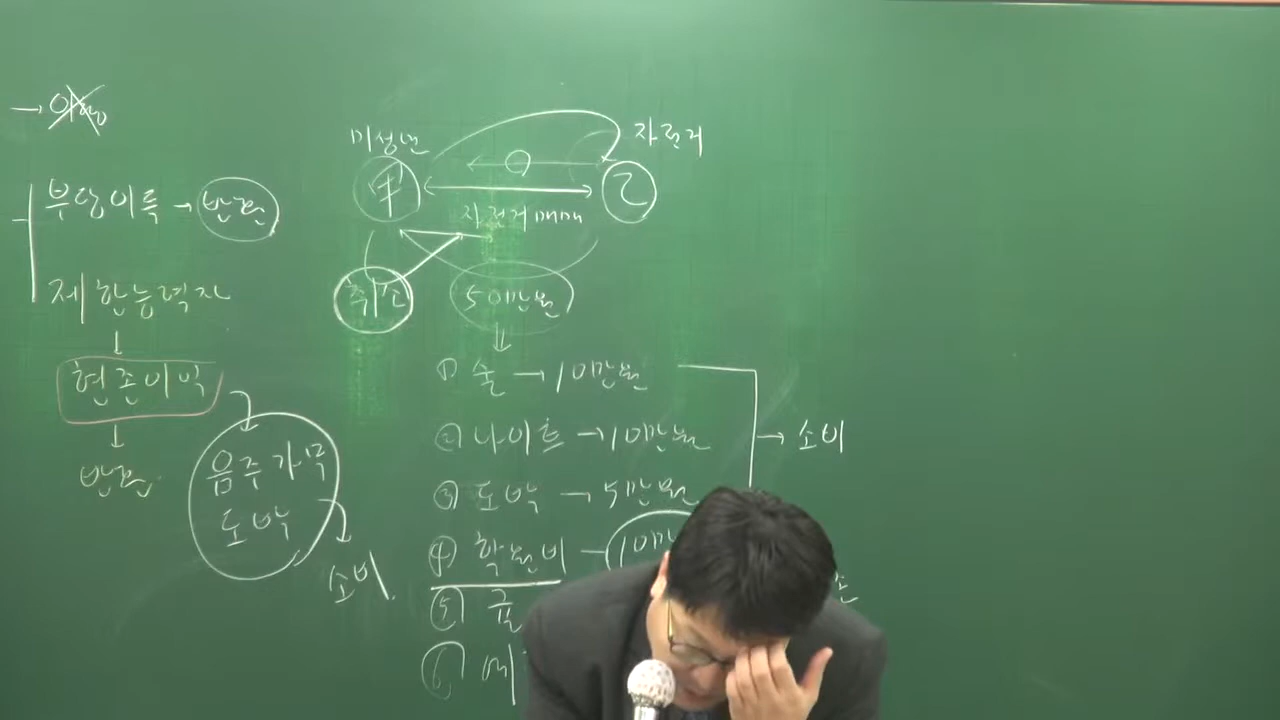 →
부당이득 → 반환
제한능력자
↓
현존이익
↓
반환
음주가무
도박
소비
미성년
甲
乙
자전거
자전거매매
취소
50만원
↓
① 술 → 10만원
② 나이트 → 10만원
③ 도박 → 5만원
→ 소비
④ 학원비 — 10만
⑤
⑥